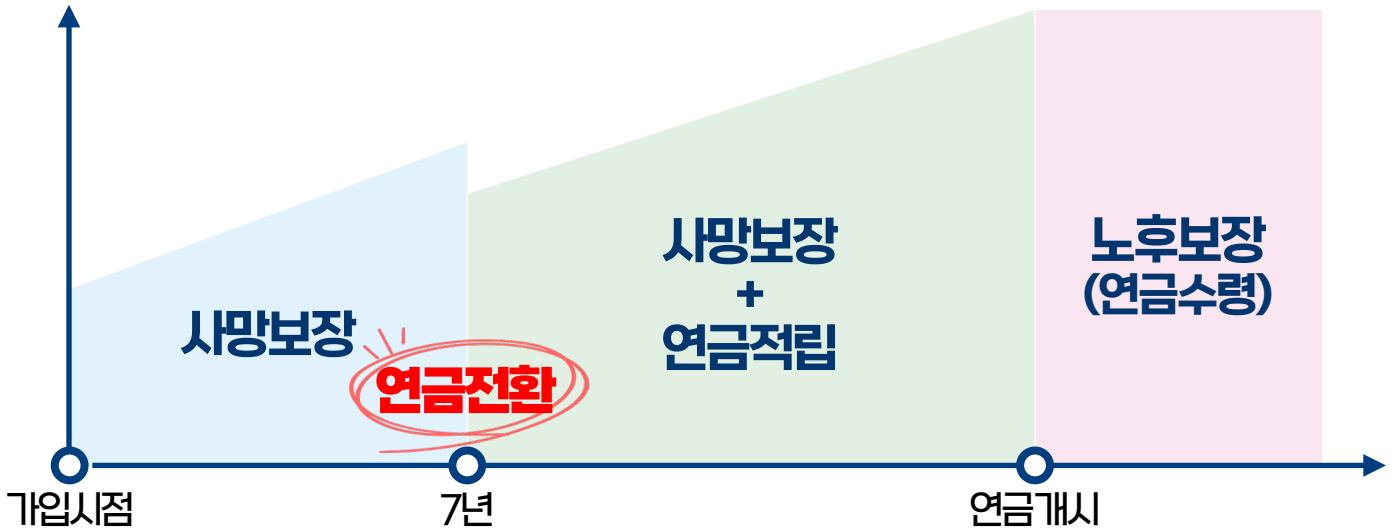 사망보장
연금전환
사망보장
+
연금적립
노후보장
(연금수령)
가입시점
7년
연금개시